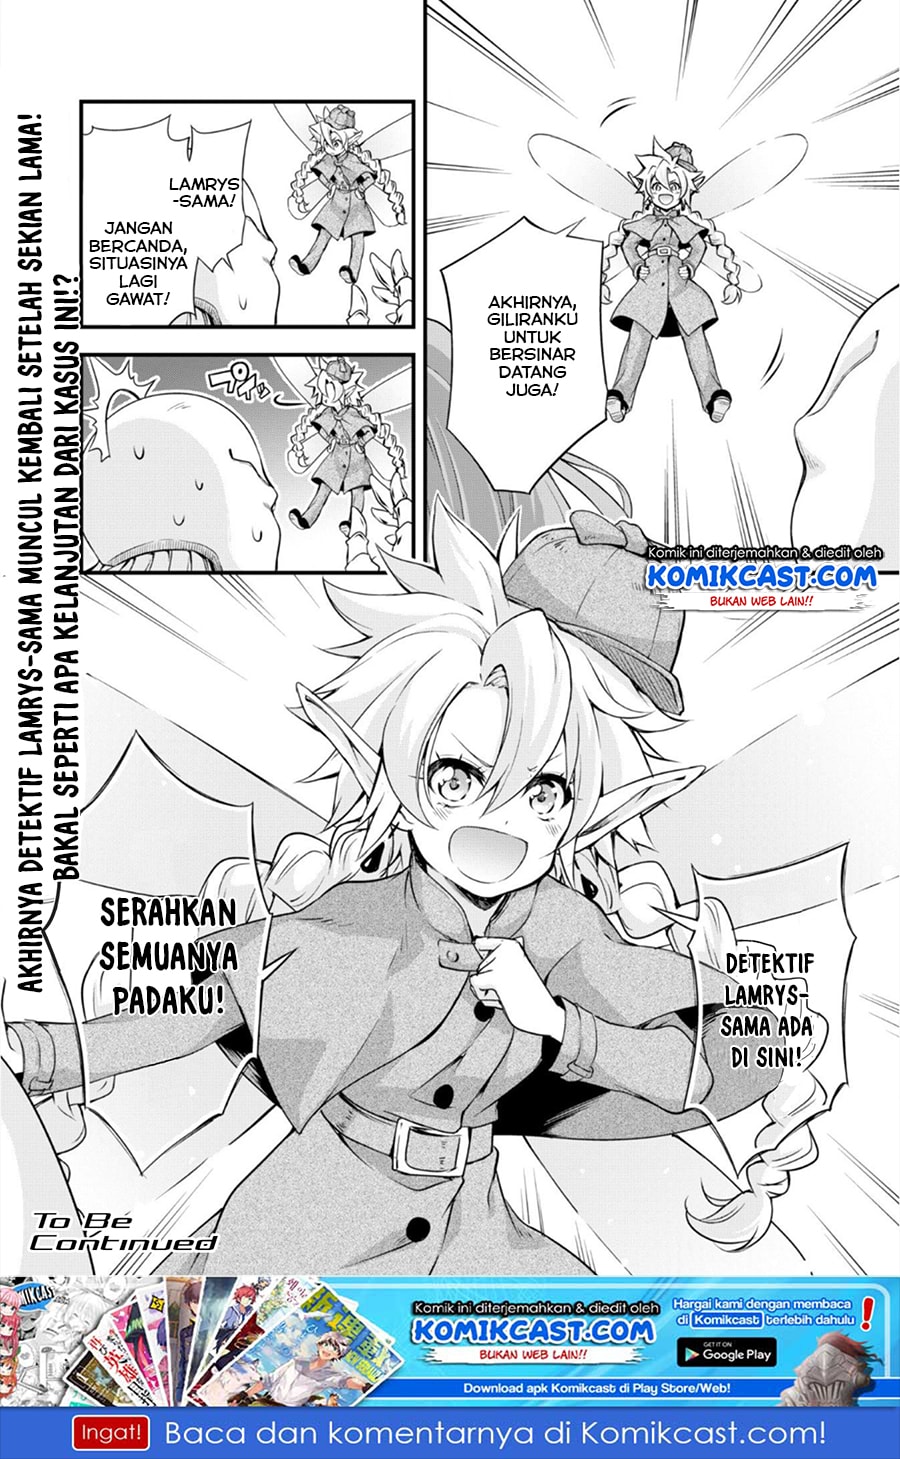 AKHIRNYA,
GILIRANKU
UNTUK
BERSINAR
DATANG
JUGA!
LAMRYS
-SAMA!
JANGAN
BERCANDA,
SITUASINYA
LAGI
GAWAT!
プイッ
Komik ini diterjemahkan & diedit oleh
KOMIKCAST.COM
BUKAN WEB LAIN!!
AKHIRNYA DETEKTIF LAMRYS-SAMA MUNCUL KEMBALI SETELAH SEKIAN LAMA!
BAKAL SEPERTI APA KELANJUTAN DARI KASUS INI!?
DETEKTIF
LAMRYS-
SAMA ADA
DI SINI!
SERAHKAN
SEMUANYA
PADAKU!
To Be
Continued
Komik ini diterjemahkan & diedit oleh
KOMIKCAST.COM
BUKAN WEB LAIN!!
Hargai kami dengan membaca
di Komikcast terlebih dahulu !
GET IT ON
Google Play
Download apk Komikcast di Play Store/Web!
Ingat! Baca dan komentarnya di Komikcast.com!